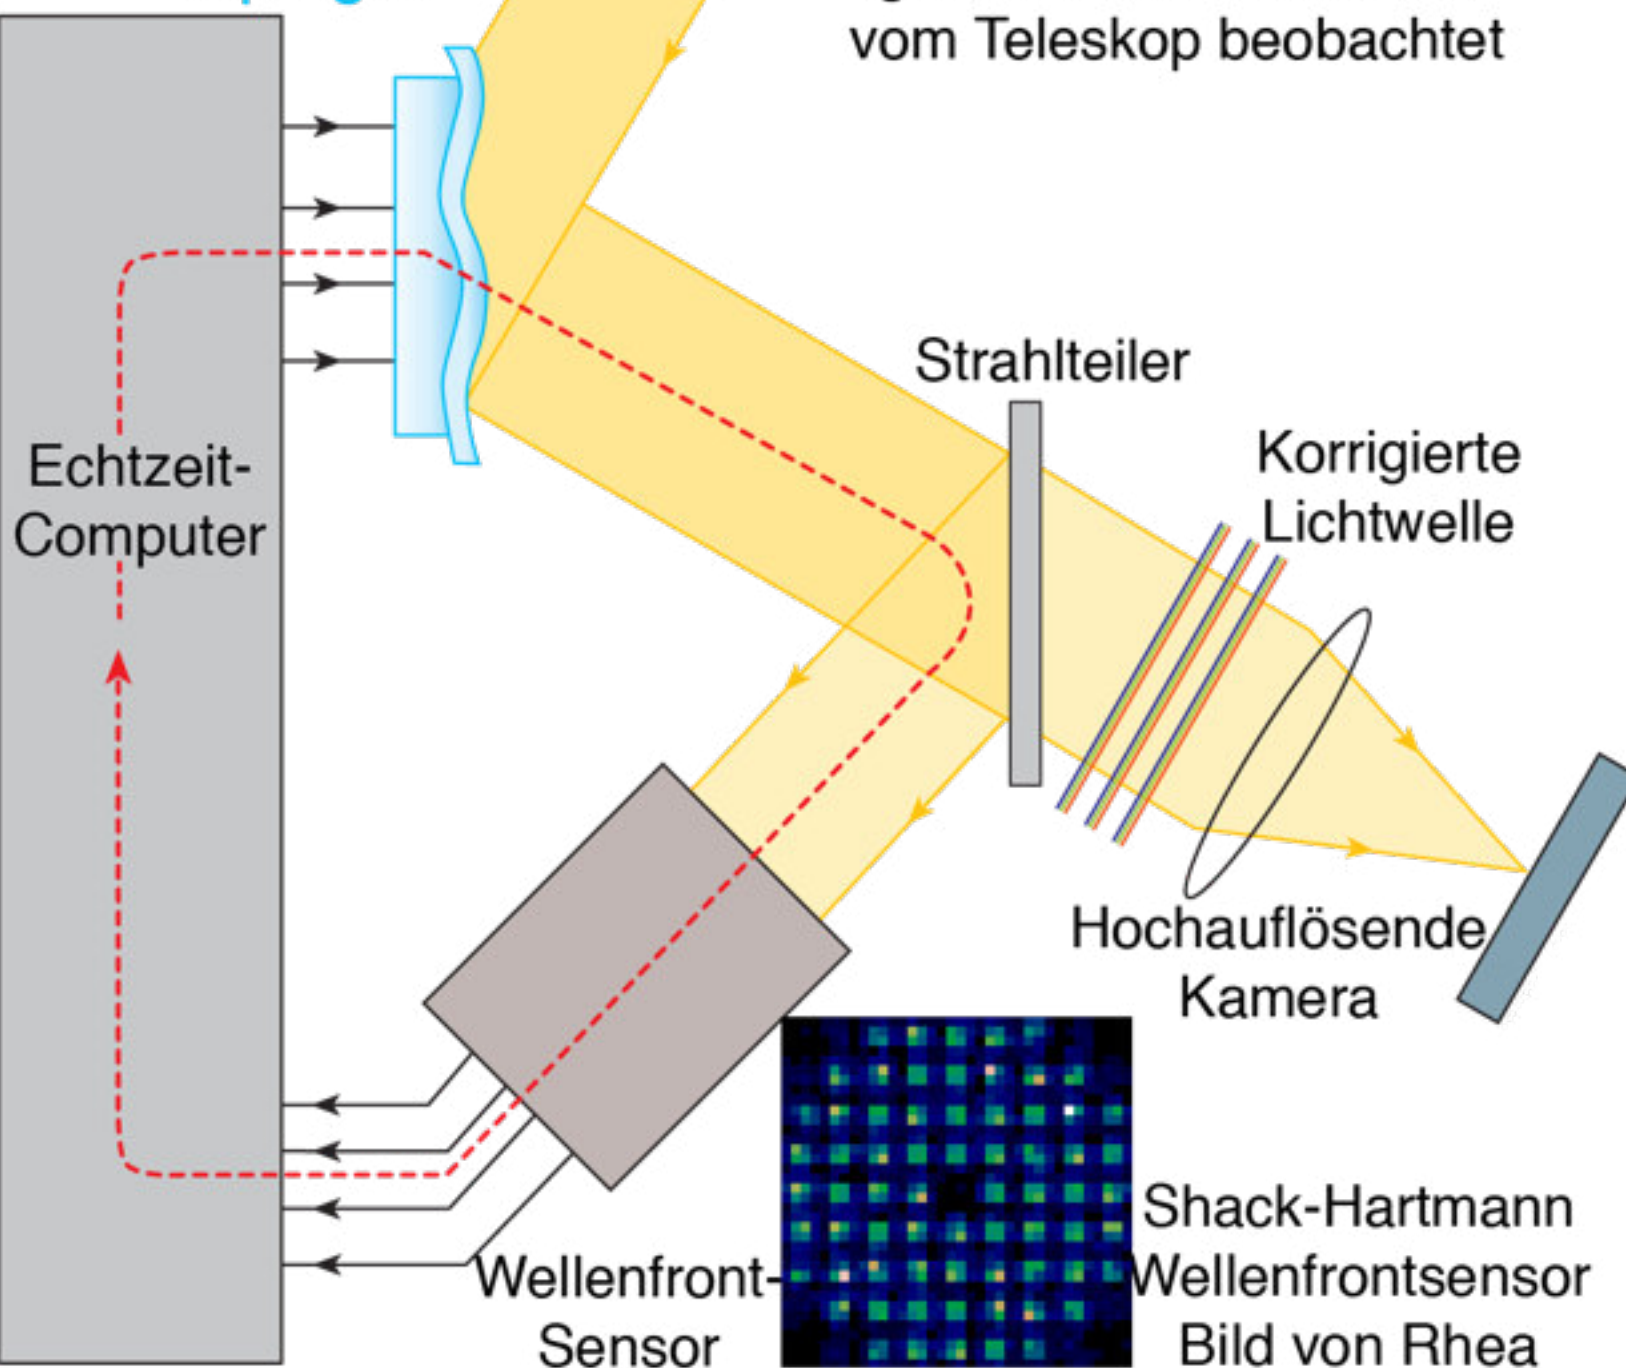 vom Teleskop beobachtet
Strahlteiler
Korrigierte
Lichtwelle
Echtzeit-
Computer
Hochauflösende
Kamera
Shack-Hartmann
Wellenfrontsensor
Bild von Rhea
Wellenfront-
Sensor